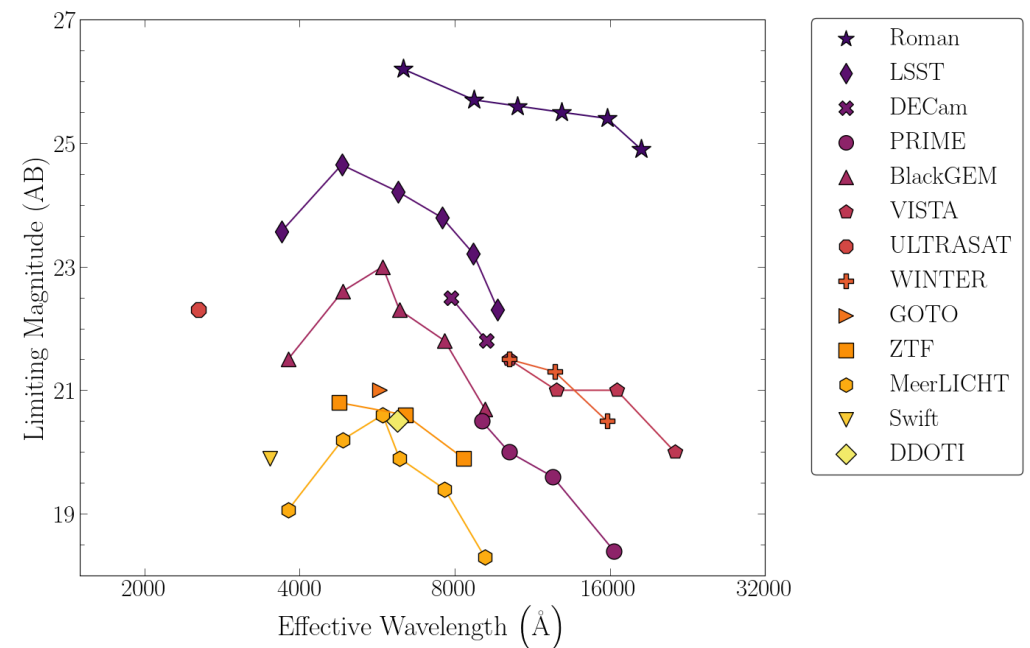 27
25
23
21
19
Limiting Magnitude (AB)
2000 4000 8000 16000 32000
Effective Wavelength (Å)
Roman
LSST
DECam
PRIME
BlackGEM
VISTA
ULTRASAT
WINTER
GOTO
ZTF
MeerLICHT
Swift
DDOTI